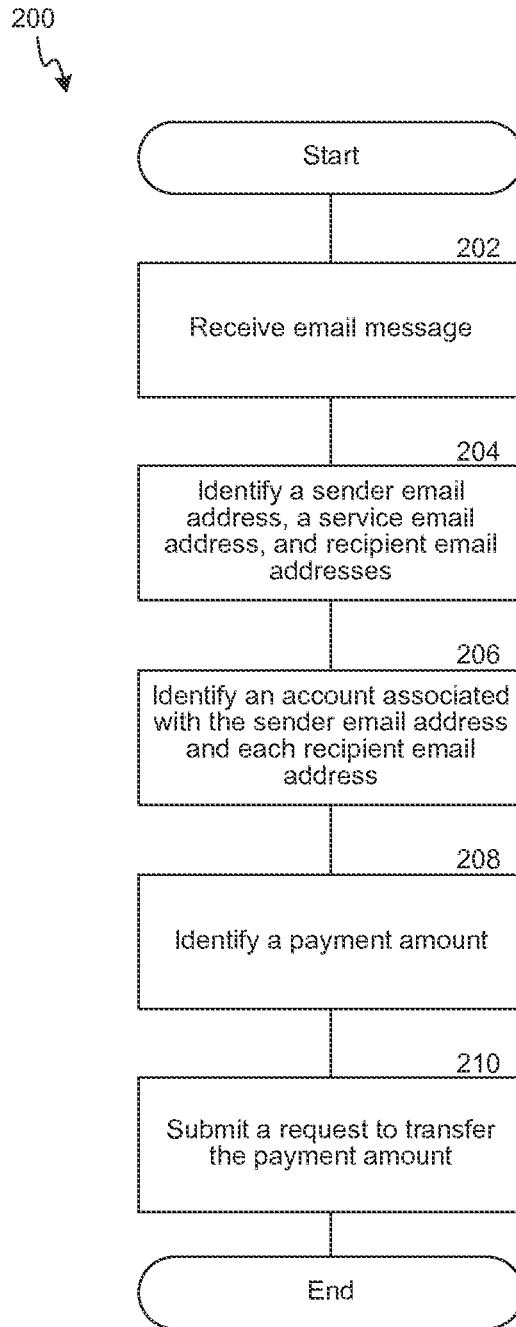 200
Start
202
Receive email message
204
Identify a sender email
address, a service email
address, and recipient email
addresses
206
Identify an account associated
with the sender email address
and each recipient email
address
208
Identify a payment amount
210
Submit a request to transfer
the payment amount
End